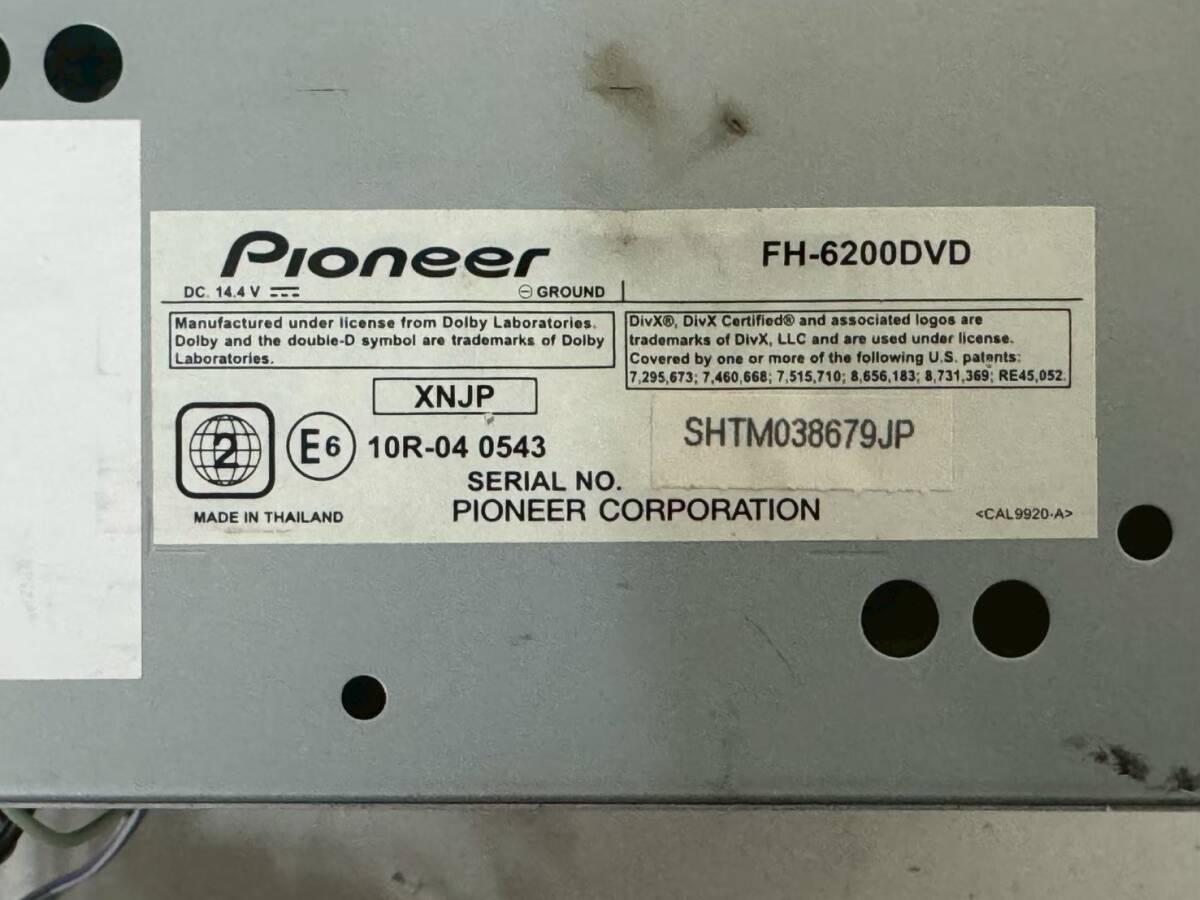 Pioneer
FH-6200DVD
DC. 14.4 V
GROUND
Manufactured under license from Dolby Laboratories.
Dolby and the double-D symbol are trademarks of Dolby
Laboratories.
DivX®, DivX Certified® and associated logos are
trademarks of DivX, LLC and are used under license.
Covered by one or more of the following U.S. patents:
7,295,673; 7,460,668; 7,515,710; 8,656,183; 8,731,369; RE45,052.
XNJP
2
E6
10R-04 0543
SHTM038679JP
SERIAL NO.
MADE IN THAILAND
PIONEER CORPORATION
<CAL9920-A>